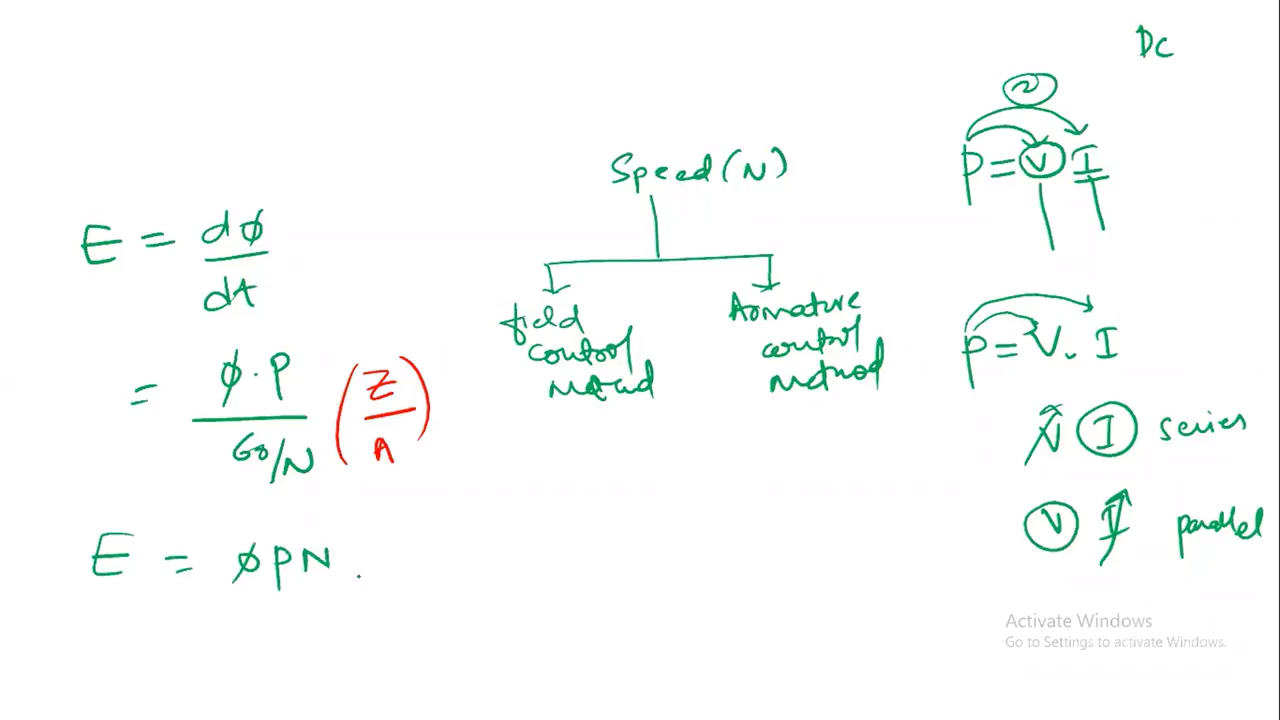 E = dφ
dt
= φ.P
60/N
(Z
A)
E = φPN.
Speed(N)
field
control
method
Armature
control
method
DC
P = V I
P = V. I
V I series
V I parallel
Activate Windows
Go to Settings to activate Windows.